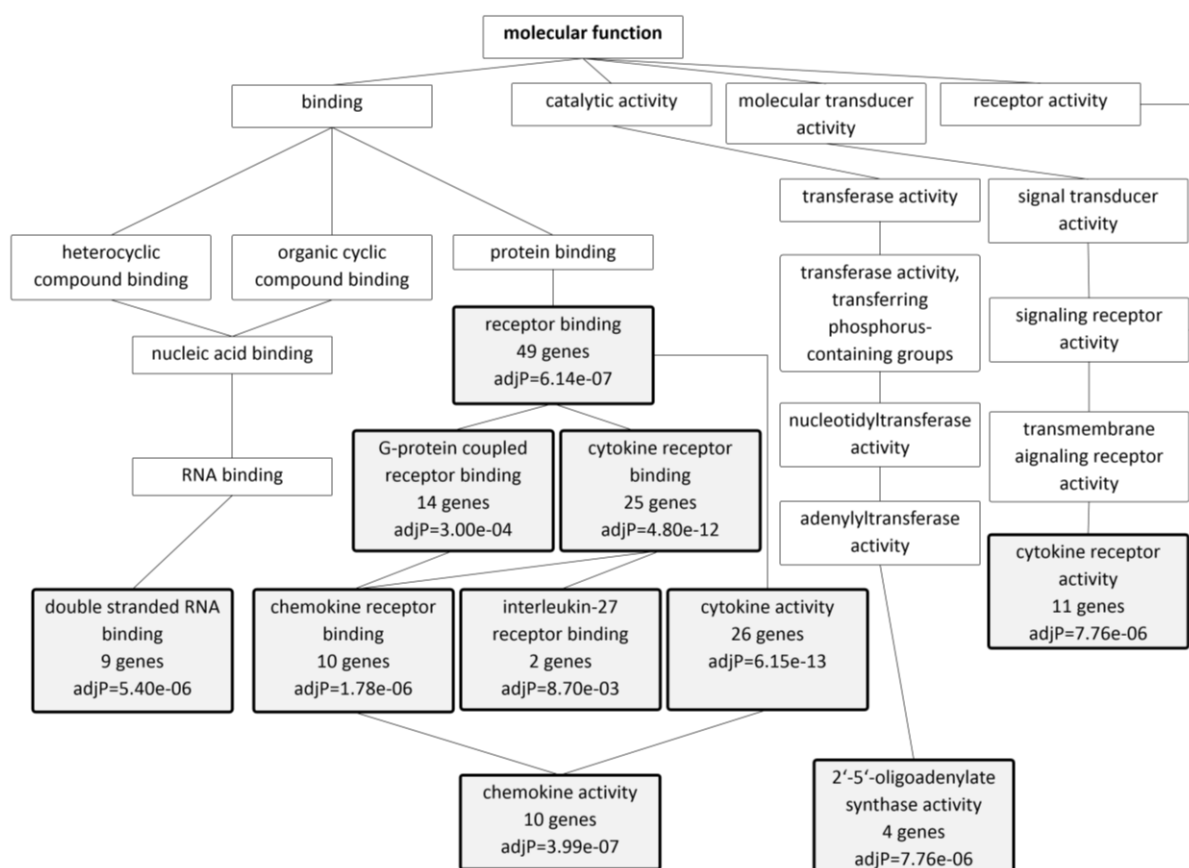 molecular function
binding
catalytic activity
molecular transducer
activity
receptor activity
transferase activity
signal transducer
activity
heterocyclic
compound binding
organic cyclic
compound binding
protein binding
transferase activity,
transferring
phosphorus-
containing groups
signaling receptor
activity
nucleic acid binding
receptor binding
49 genes
adjP=6.14e-07
nucleotidyltransferase
activity
transmembrane
aignaling receptor
activity
RNA binding
G-protein coupled
receptor binding
14 genes
adjP=3.00e-04
cytokine receptor
binding
25 genes
adjP=4.80e-12
adenylyltransferase
activity
cytokine receptor
activity
11 genes
adjP=7.76e-06
double stranded RNA
binding
9 genes
adjP=5.40e-06
chemokine receptor
binding
10 genes
adjP=1.78e-06
interleukin-27
receptor binding
2 genes
adjP=8.70e-03
cytokine activity
26 genes
adjP=6.15e-13
chemokine activity
10 genes
adjP=3.99e-07
2‘-5‘-oligoadenylate
synthase activity
4 genes
adjP=7.76e-06